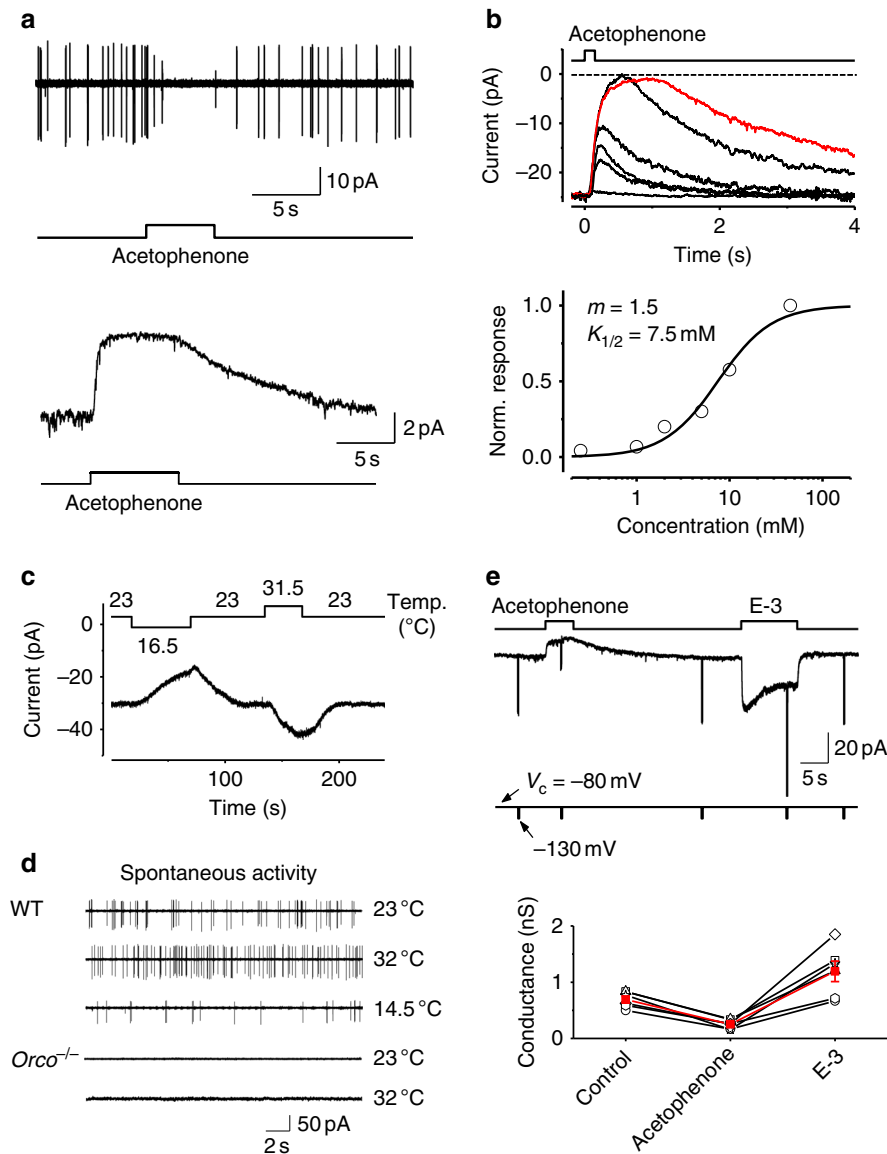 a
10 pA
5 s
Acetophenone
2 pA
5 s
Acetophenone
b
Acetophenone
Current (pA)
0
−10
−20
0
2
4
Time (s)
Norm. response
1.0
0.5
0.0
m = 1.5
K1/2 = 7.5 mM
1
10
100
Concentration (mM)
c
23
16.5
23
31.5
23
Temp.
(°C)
Current (pA)
0
−20
−40
100
200
Time (s)
d
Spontaneous activity
WT
23 °C
32 °C
14.5 °C
Orco−/−
23 °C
32 °C
50 pA
2 s
e
Acetophenone
E-3
20 pA
5 s
Vc = −80 mV
−130 mV
Conductance (nS)
2
1
0
Control
Acetophenone
E-3